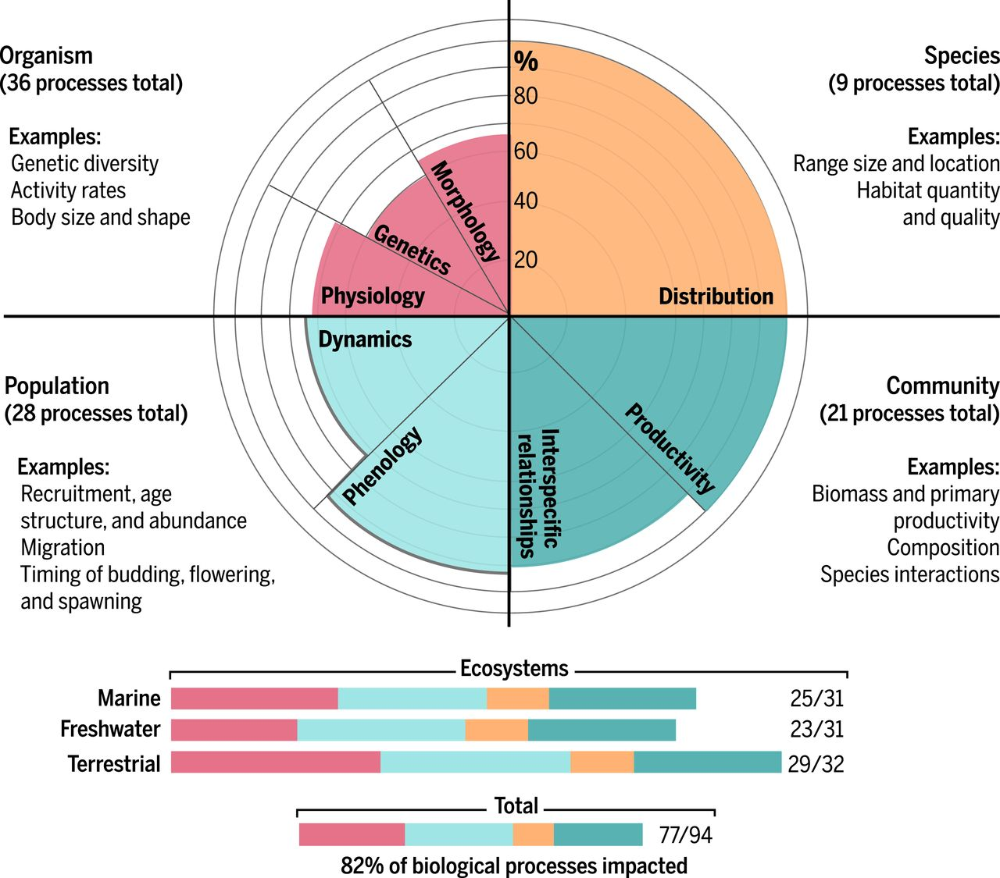 Organism
(36 processes total)
Examples:
Genetic diversity
Activity rates
Body size and shape
Species
(9 processes total)
Examples:
Range size and location
Habitat quantity
and quality
%
80
60
40
20
Morphology
Genetics
Physiology
Distribution
Dynamics
Phenology
Interspecific
relationships
Productivity
Population
(28 processes total)
Examples:
Recruitment, age
structure, and abundance
Migration
Timing of budding, flowering,
and spawning
Community
(21 processes total)
Examples:
Biomass and primary
productivity
Composition
Species interactions
Ecosystems
Marine 25/31
Freshwater 23/31
Terrestrial 29/32
Total
77/94
82% of biological processes impacted